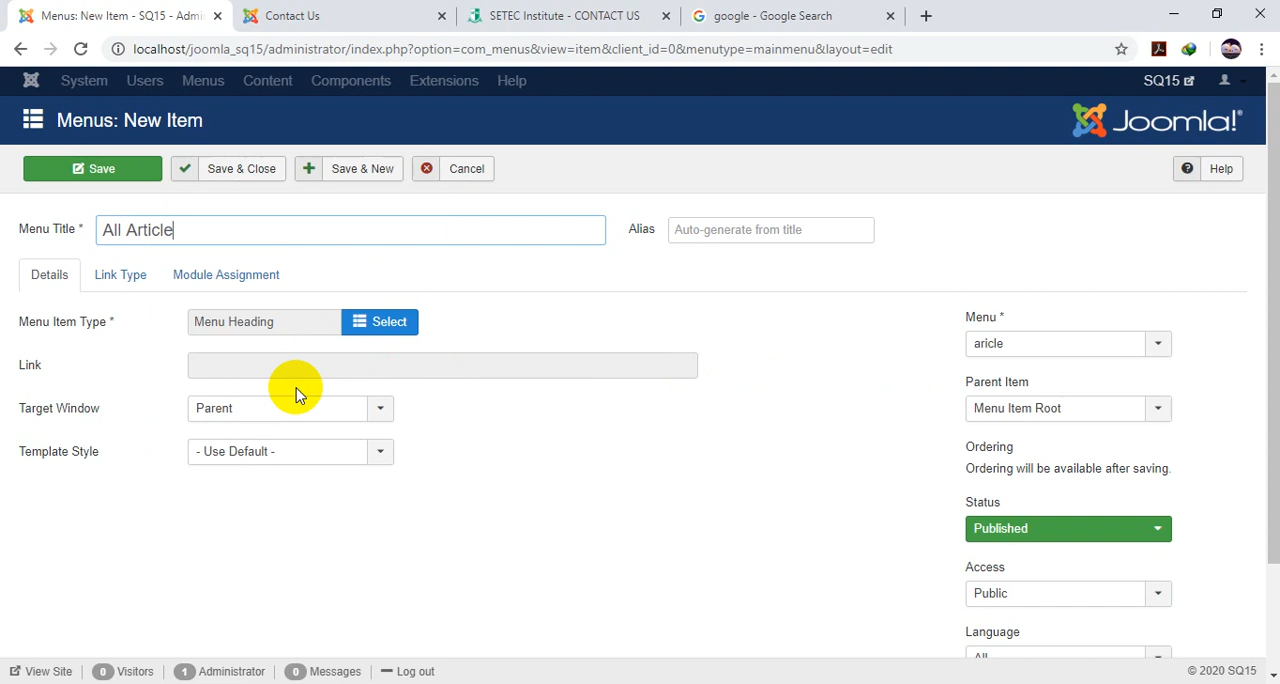 Menus: New Item - SQ15 - Admi
Contact Us
SETEC Institute - CONTACT US
google - Google Search
localhost/joomla_sq15/administrator/index.php?option=com_menus&view=item&client_id=0&menutype=mainmenu&layout=edit
System Users Menus Content Components Extensions Help SQ15
Menus: New Item Joomla!
Save Save & Close Save & New Cancel Help
Menu Title * All Article Alias Auto-generate from title
Details Link Type Module Assignment
Menu Item Type * Menu Heading Select
Link
Target Window Parent
Template Style - Use Default -
Menu *
aricle
Parent Item
Menu Item Root
Ordering
Ordering will be available after saving.
Status
Published
Access
Public
Language
All
View Site 0 Visitors 1 Administrator 0 Messages Log out © 2020 SQ15